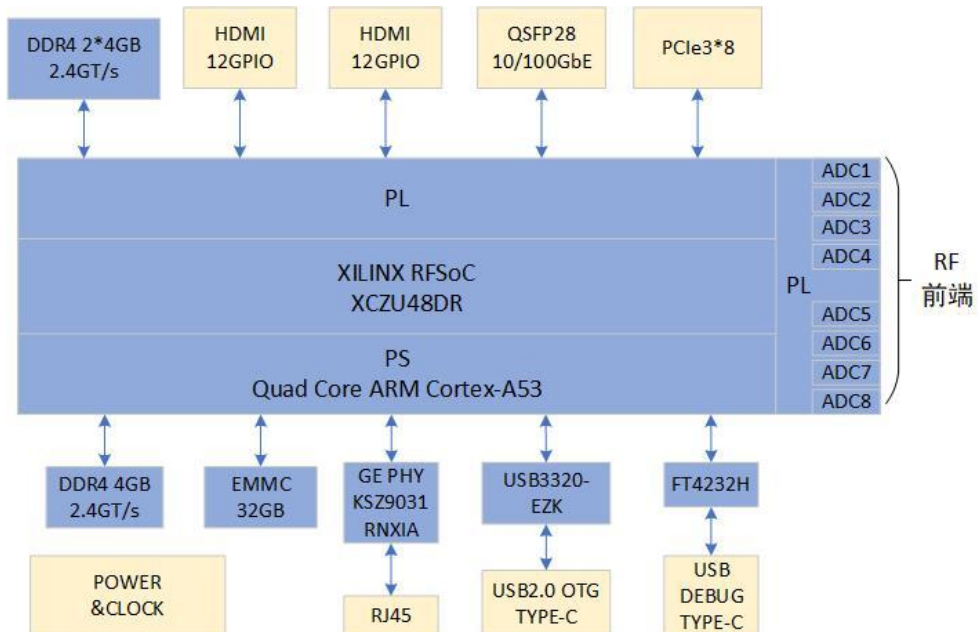 DDR4 2*4GB
2.4GT/s
HDMI
12GPIO
HDMI
12GPIO
QSFP28
10/100GbE
PCIe3*8
PL
XILINX RFSoC
XCZU48DR
PS
Quad Core ARM Cortex-A53
PL
ADC1
ADC2
ADC3
ADC4
ADC5
ADC6
ADC7
ADC8
RF
前端
DDR4 4GB
2.4GT/s
EMMC
32GB
GE PHY
KSZ9031
RNXIA
USB3320-
EZK
FT4232H
POWER
&CLOCK
RJ45
USB2.0 OTG
TYPE-C
USB
DEBUG
TYPE-C